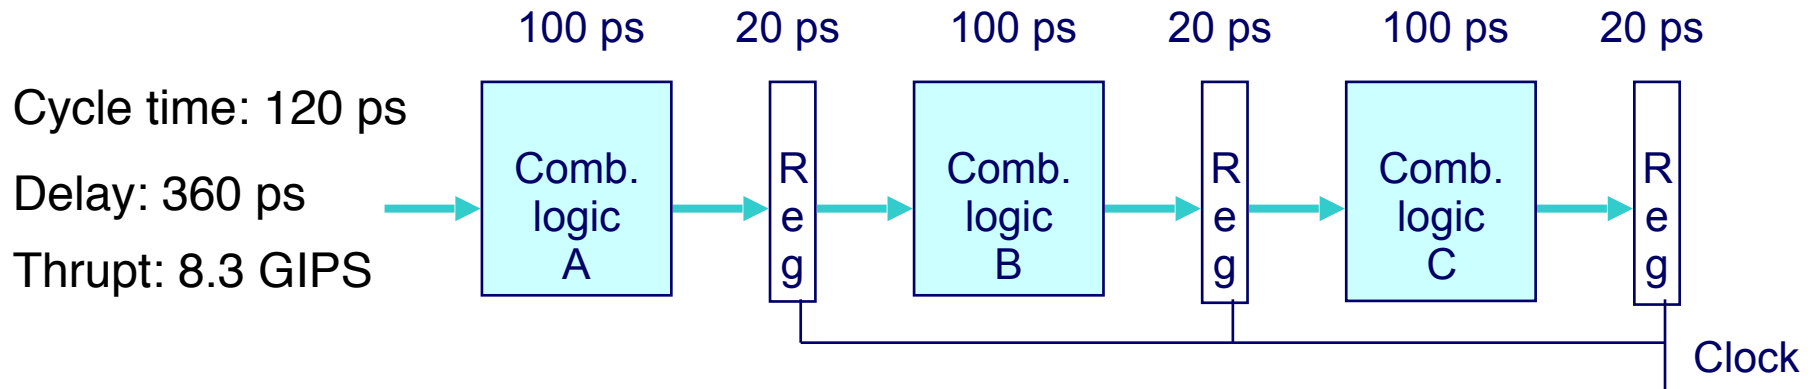 100 ps
20 ps
100 ps
20 ps
100 ps
20 ps
Cycle time: 120 ps
Delay: 360 ps
Thrupt: 8.3 GIPS
Comb.
logic
A
R
e
g
Comb.
logic
B
R
e
g
Comb.
logic
C
R
e
g
Clock